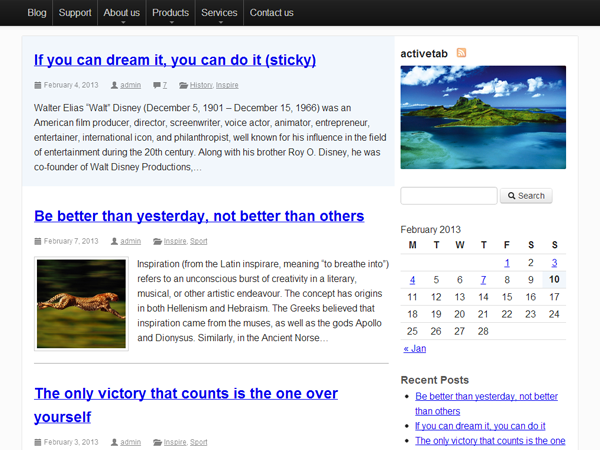 Blog Support About us Products Services Contact us
If you can dream it, you can do it (sticky)
February 4, 2013 admin 7 History, Inspire
Walter Elias "Walt" Disney (December 5, 1901 – December 15, 1966) was an
American film producer, director, screenwriter, voice actor, animator, entrepreneur,
entertainer, international icon, and philanthropist, well known for his influence in the field
of entertainment during the 20th century. Along with his brother Roy O. Disney, he was
co-founder of Walt Disney Productions,…
Be better than yesterday, not better than others
February 7, 2013 admin Inspire, Sport
Inspiration (from the Latin inspirare, meaning "to breathe into")
refers to an unconscious burst of creativity in a literary,
musical, or other artistic endeavour. The concept has origins
in both Hellenism and Hebraism. The Greeks believed that
inspiration came from the muses, as well as the gods Apollo
and Dionysus. Similarly, in the Ancient Norse…
The only victory that counts is the one over
yourself
February 3, 2013 admin Inspire, Sport
activetab
Search
February 2013
M T W T F S S
1 2 3
4 5 6 7 8 9 10
11 12 13 14 15 16 17
18 19 20 21 22 23 24
25 26 27 28
« Jan
Recent Posts
Be better than yesterday, not better
than others
If you can dream it, you can do it
The only victory that counts is the one